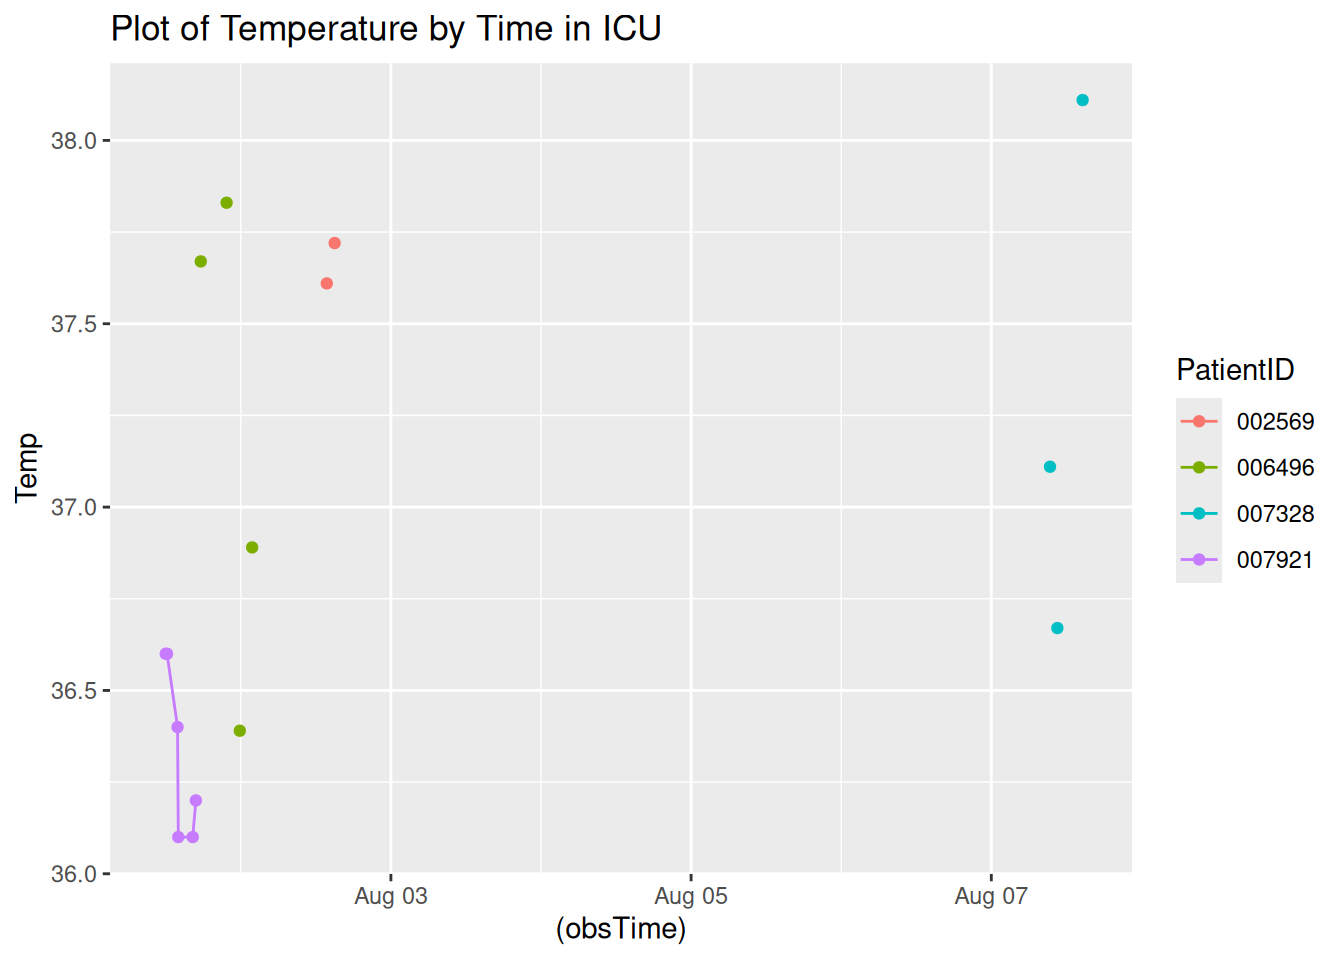 Plot of Temperature by Time in ICU
38.0
37.5
37.0
36.5
36.0
Temp
Aug 03
Aug 05
Aug 07
(obsTime)
PatientID
002569
006496
007328
007921